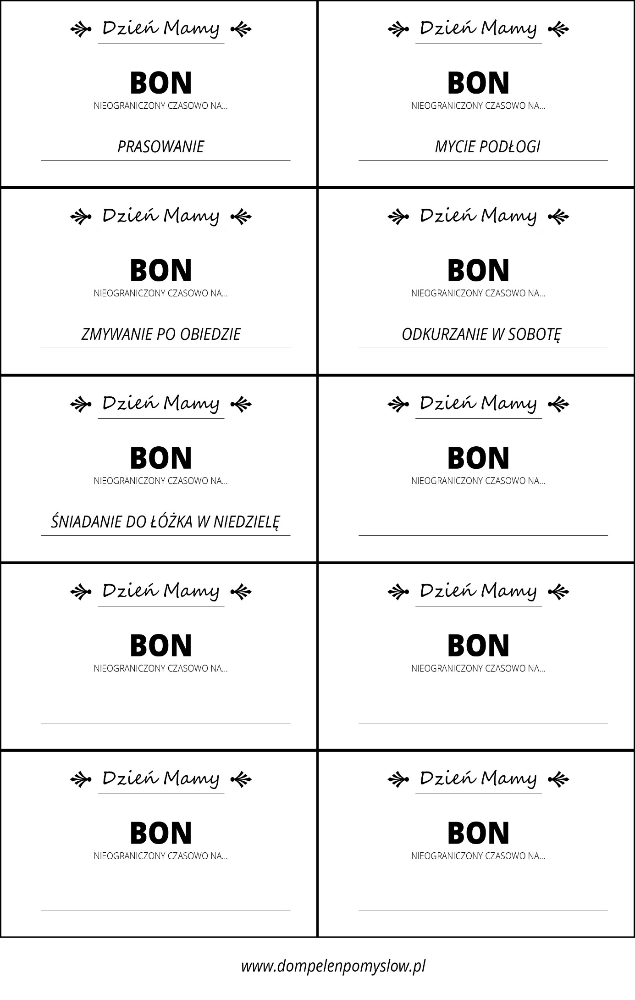 Dzień Mamy
BON
NIEOGRANICZONY CZASOWO NA...
PRASOWANIE
Dzień Mamy
BON
NIEOGRANICZONY CZASOWO NA...
MYCIE PODŁOGI
Dzień Mamy
BON
NIEOGRANICZONY CZASOWO NA...
ZMYWANIE PO OBIEDZIE
Dzień Mamy
BON
NIEOGRANICZONY CZASOWO NA...
ODKURZANIE W SOBOTĘ
Dzień Mamy
BON
NIEOGRANICZONY CZASOWO NA...
ŚNIADANIE DO ŁÓŻKA W NIEDZIELĘ
Dzień Mamy
BON
NIEOGRANICZONY CZASOWO NA...
Dzień Mamy
BON
NIEOGRANICZONY CZASOWO NA...
Dzień Mamy
BON
NIEOGRANICZONY CZASOWO NA...
Dzień Mamy
BON
NIEOGRANICZONY CZASOWO NA...
Dzień Mamy
BON
NIEOGRANICZONY CZASOWO NA...
www.dompelenpomyslow.pl